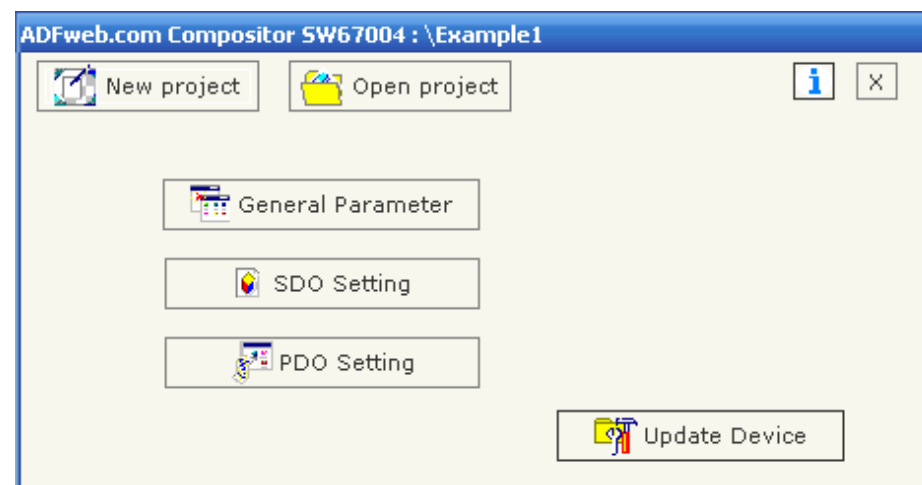 ADFweb.com Compositor SW67004 : \Example1
New project
Open project
i
X
General Parameter
SDO Setting
PDO Setting
Update Device